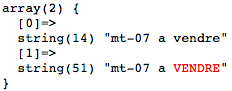 array(2) {
  [0]=>
  string(14) "mt-07 a vendre"
  [1]=>
  string(51) "mt-07 a VENDRE"
}